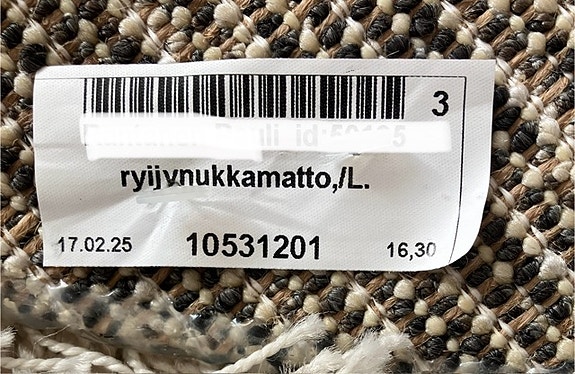 3
ryijynukkamatto,/L.
17.02.25 10531201 16,30